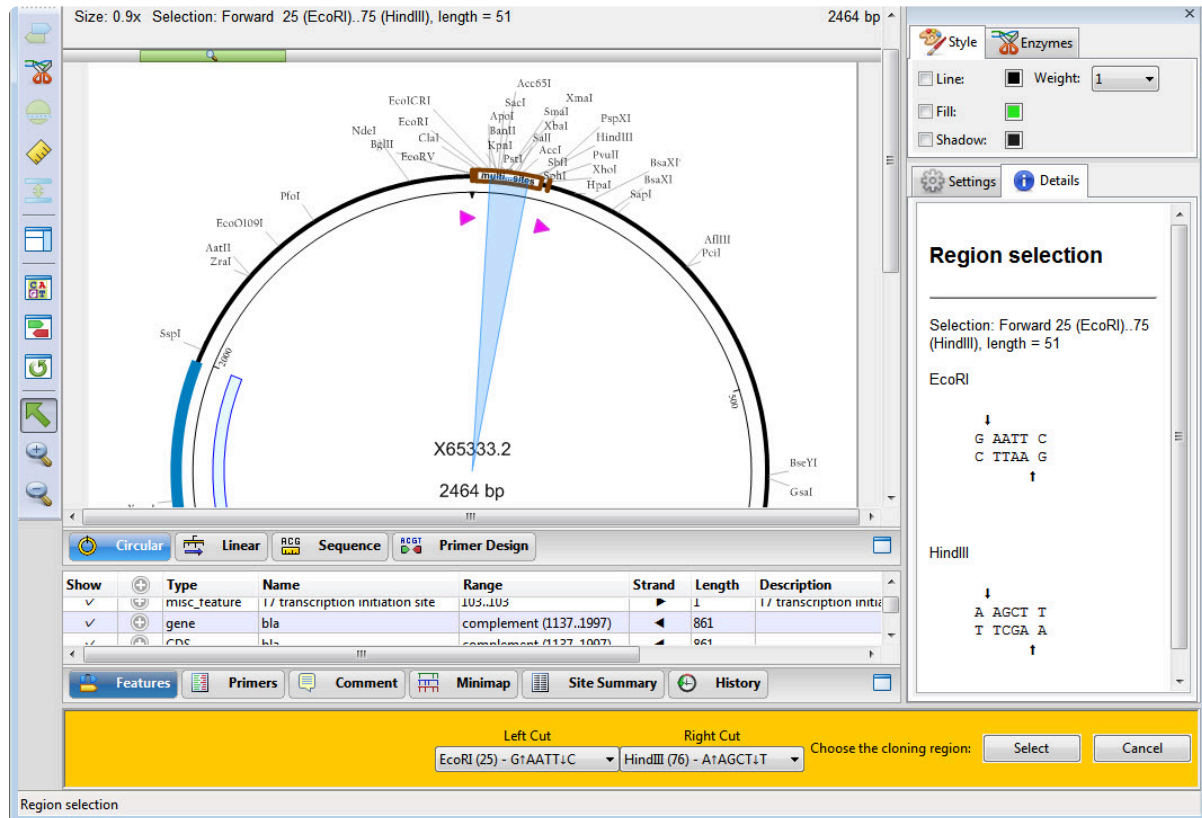 Size: 0.9x Selection: Forward 25 (EcoRI)..75 (HindIII), length = 51
2464 bp
Acc65I
EcoICRI
SacI
XmaI
ApoI
SmaI
EcoRI
BanII
XbaI
PspXI
NdeI
ClaI
KpnI
SalI
HindIII
BglII
EcoRV
PstI
AccI
SbfI
PvuII
XhoI
BsaXI
SphI
HpaI
BsaXI
SapI
multi...sites
PfoI
EcoO109I
AatII
ZraI
AflIII
PciI
SspI
2000
500
X65333.2
2464 bp
BseYI
GsaI
Circular
Linear
ACG
Sequence
ACGT
Primer Design
Show Type Name Range Strand Length Description
misc_feature T7 transcription initiation site 103..103 1 T7 transcription initia
gene bla complement (1137..1997) 861
CDS bla complement (1137..1997) 861
Features
Primers
Comment
Minimap
Site Summary
History
Left Cut
Right Cut
EcoRI (25) - G↑AATT↓C
HindIII (76) - A↑AGCT↓T
Choose the cloning region:
Select
Cancel
Region selection
Style
Enzymes
Line:
Weight: 1
Fill:
Shadow:
Settings
Details
Region selection
Selection: Forward 25 (EcoRI)..75
(HindIII), length = 51
EcoRI
G AATT C
C TTAA G
HindIII
A AGCT T
T TCGA A